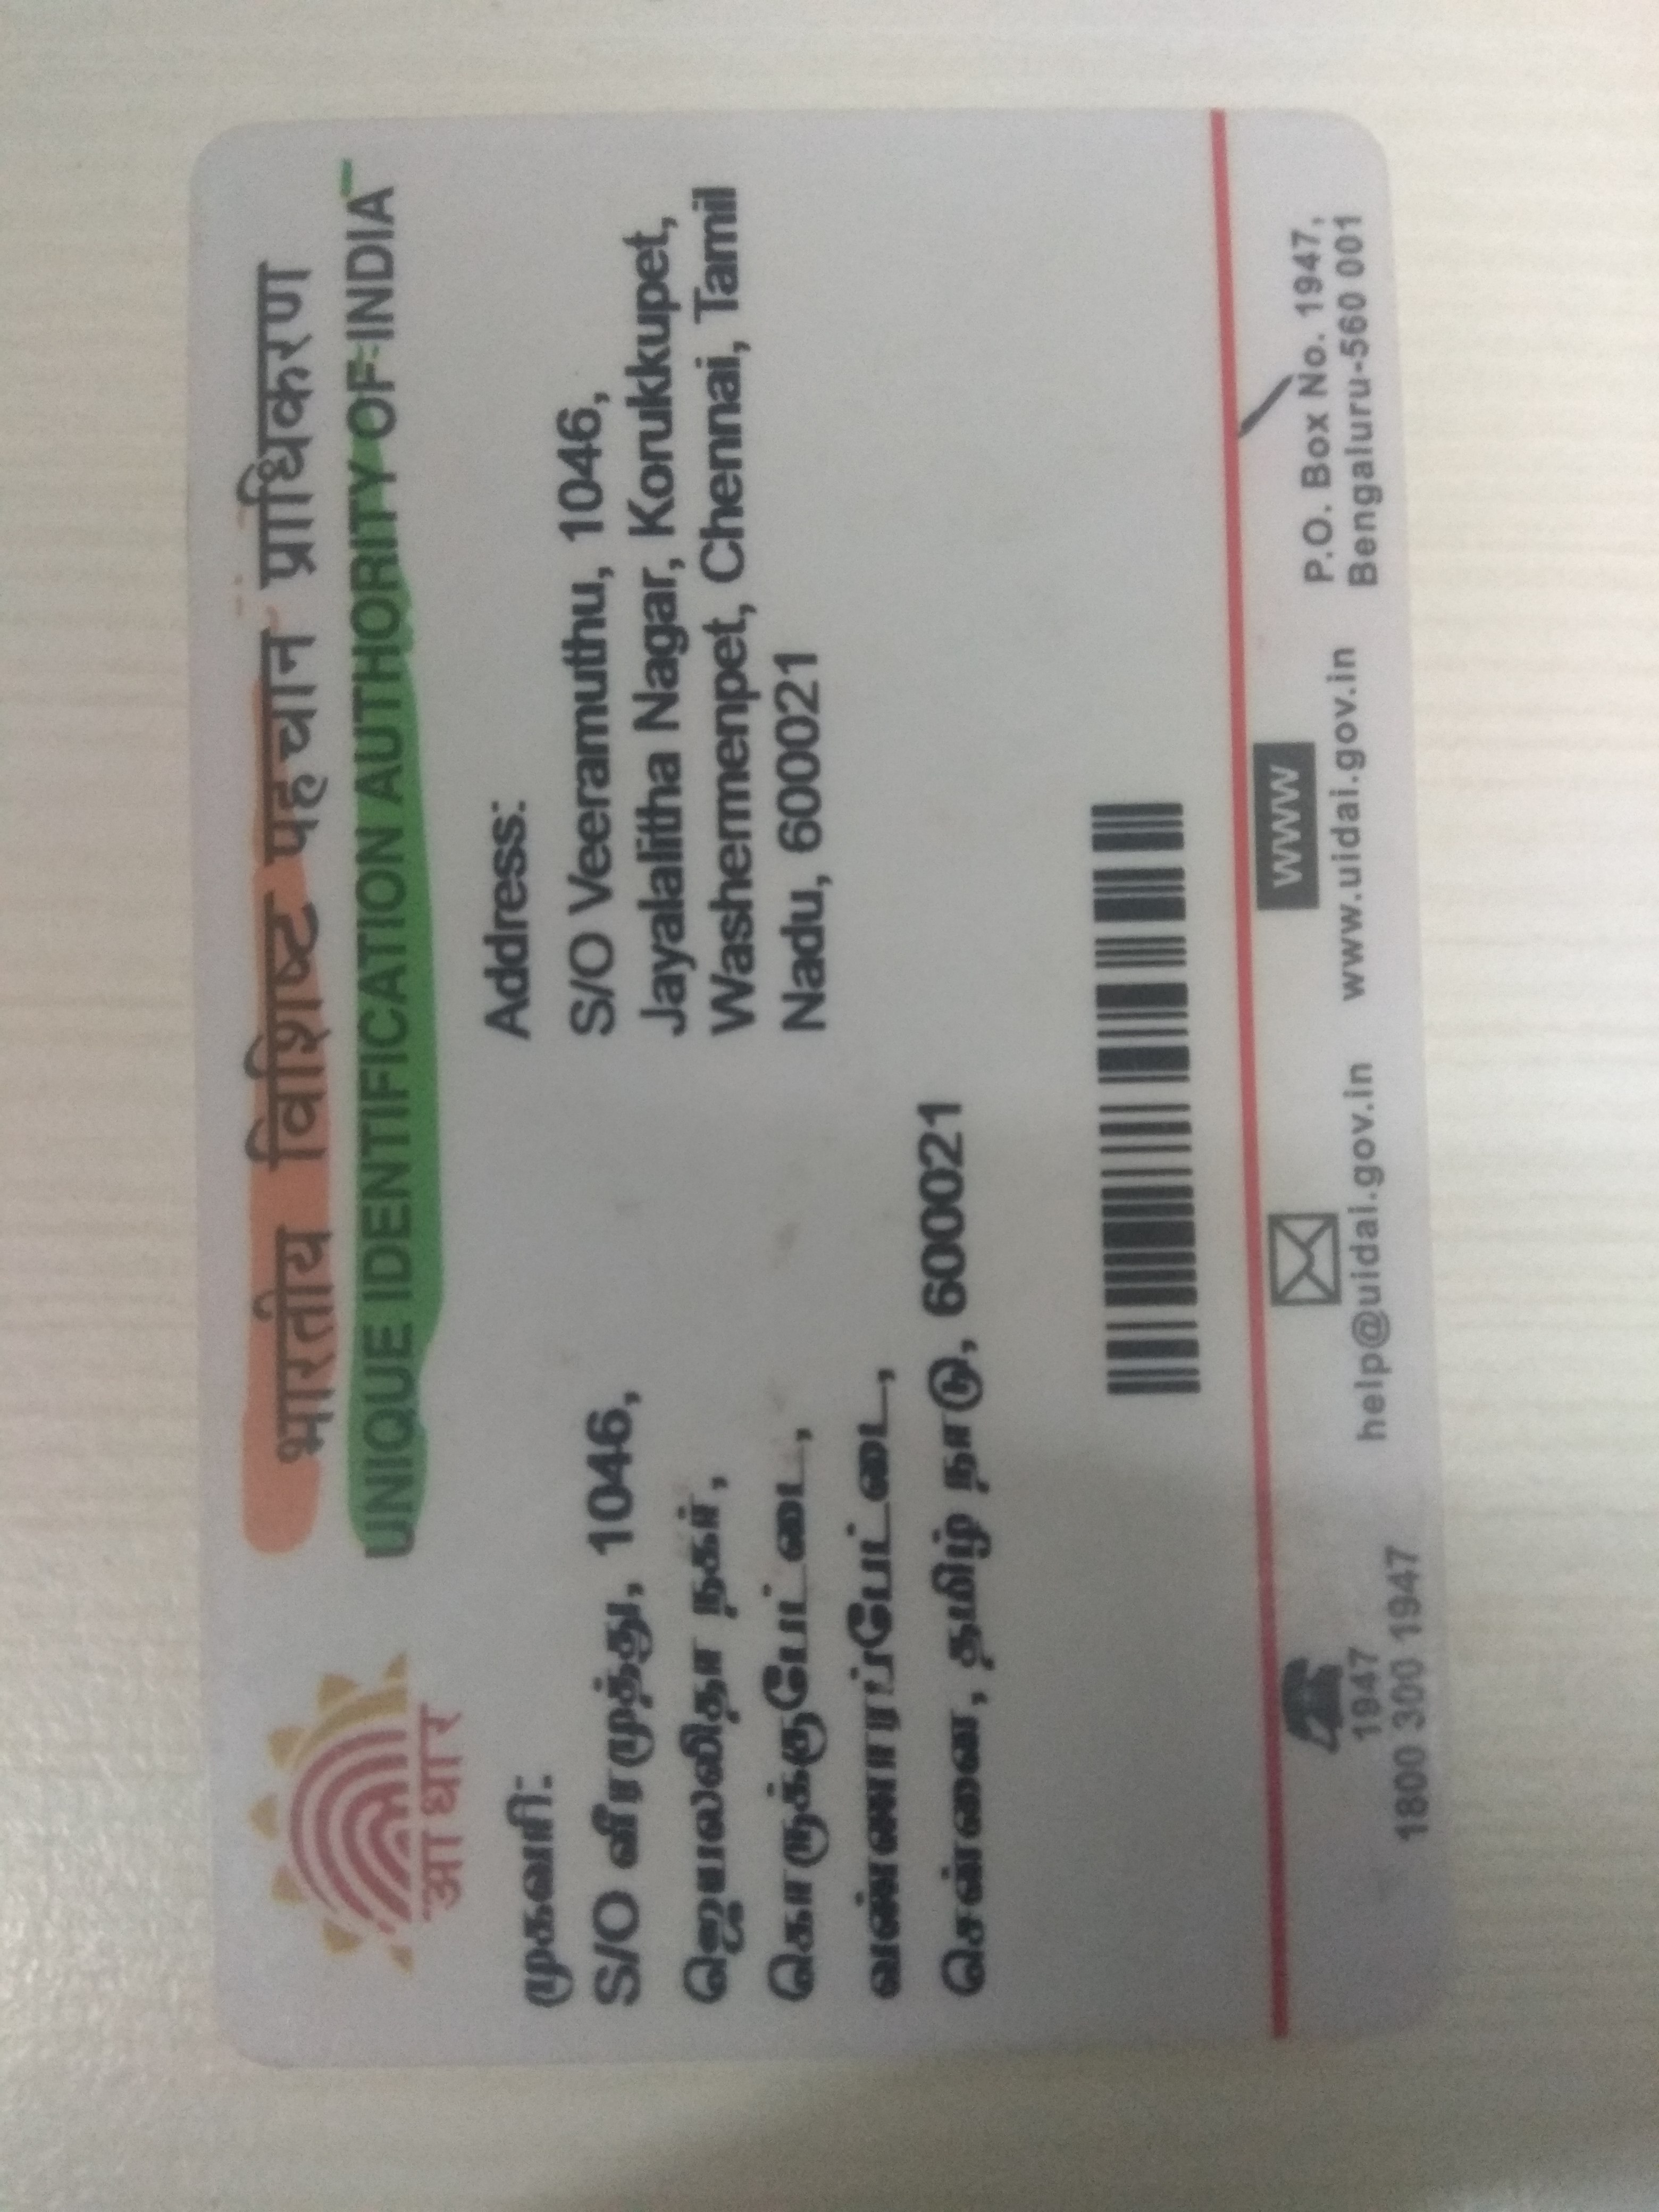 भारतीय विशिष्ट पहचान प्राधिकरण
UNIQUE IDENTIFICATION AUTHORITY OF INDIA
आधार
முகவரி:
S/O வீரமுத்து, 1046,
ஜெயலலிதா நகர்,
கொருக்குபேட்டை,
வண்ணாரப்பேட்டை,
சென்னை, தமிழ் நாடு, 600021
Address:
S/O Veeramuthu, 1046,
Jayalalitha Nagar, Korukkupet,
Washermenpet, Chennai, Tamil
Nadu, 600021
1947
1800 300 1947
help@uidai.gov.in
WWW
www.uidai.gov.in
P.O. Box No. 1947,
Bengaluru-560 001